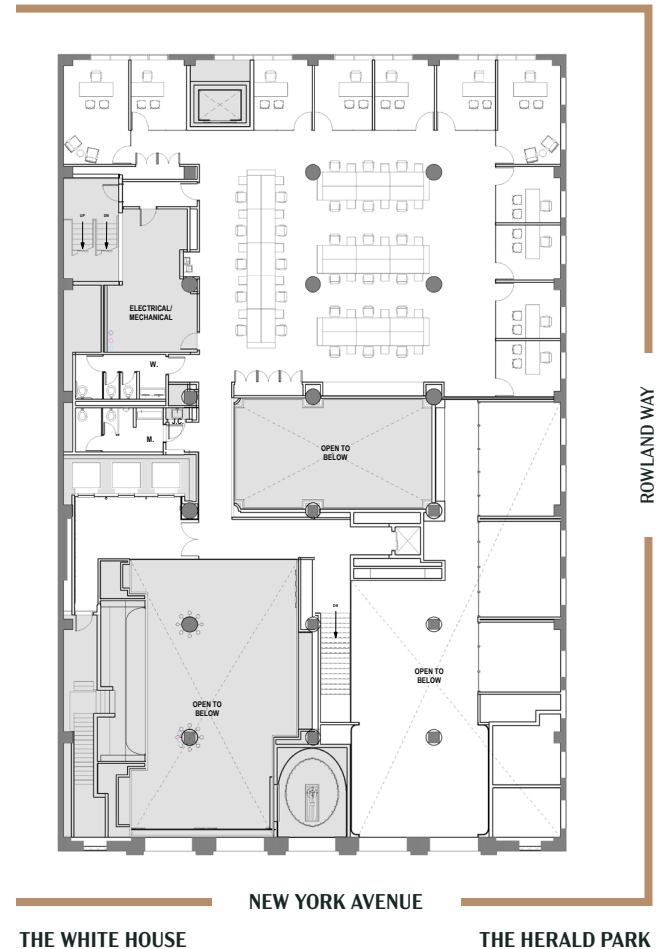 UP
DN
ELECTRICAL/
MECHANICAL
W.
J.C.
M.
OPEN TO
BELOW
DN
OPEN TO
BELOW
OPEN TO
BELOW
ROWLAND WAY
NEW YORK AVENUE
THE WHITE HOUSE
THE HERALD PARK